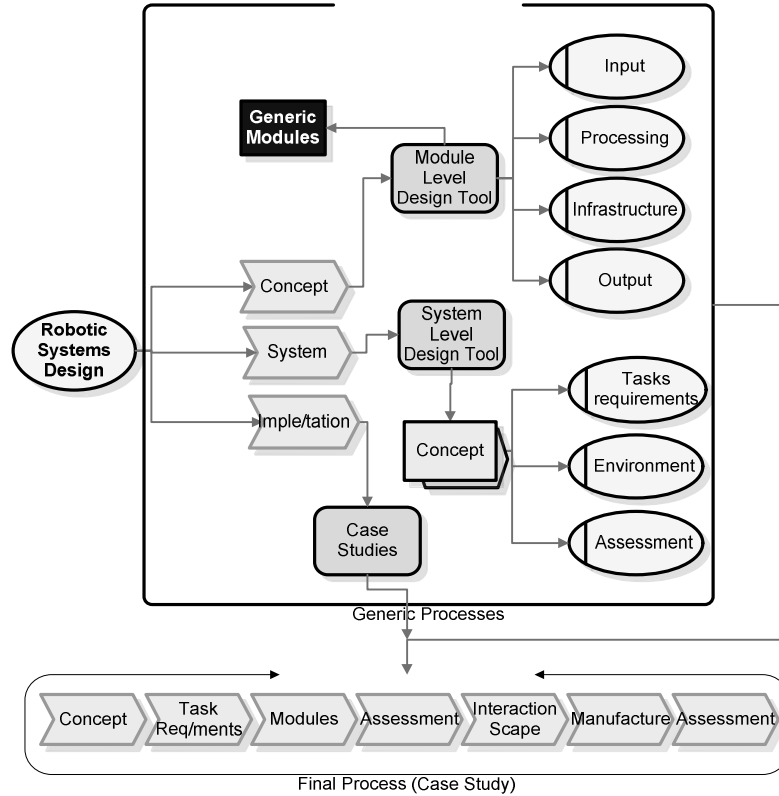 Input
Generic
Modules
Processing
Module
Level
Design Tool
Infrastructure
Concept
Output
System
Level
Design Tool
Robotic
Systems
Design
System
Tasks
requirements
Imple/tation
Concept
Environment
Case
Studies
Assessment
Generic Processes
Concept
Task
Req/ments
Modules
Assessment
Interaction
Scape
Manufacture
Assessment
Final Process (Case Study)